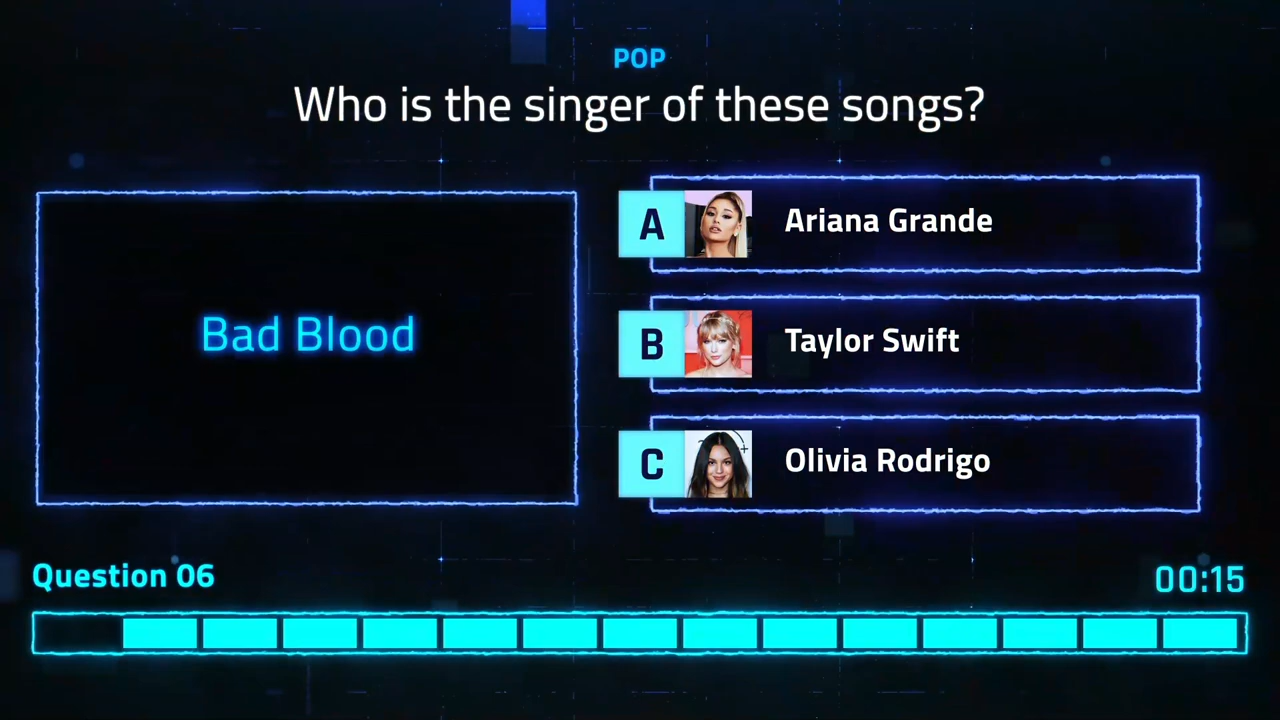 POP
Who is the singer of these songs?
Bad Blood
A Ariana Grande
B Taylor Swift
C Olivia Rodrigo
Question 06
00:15